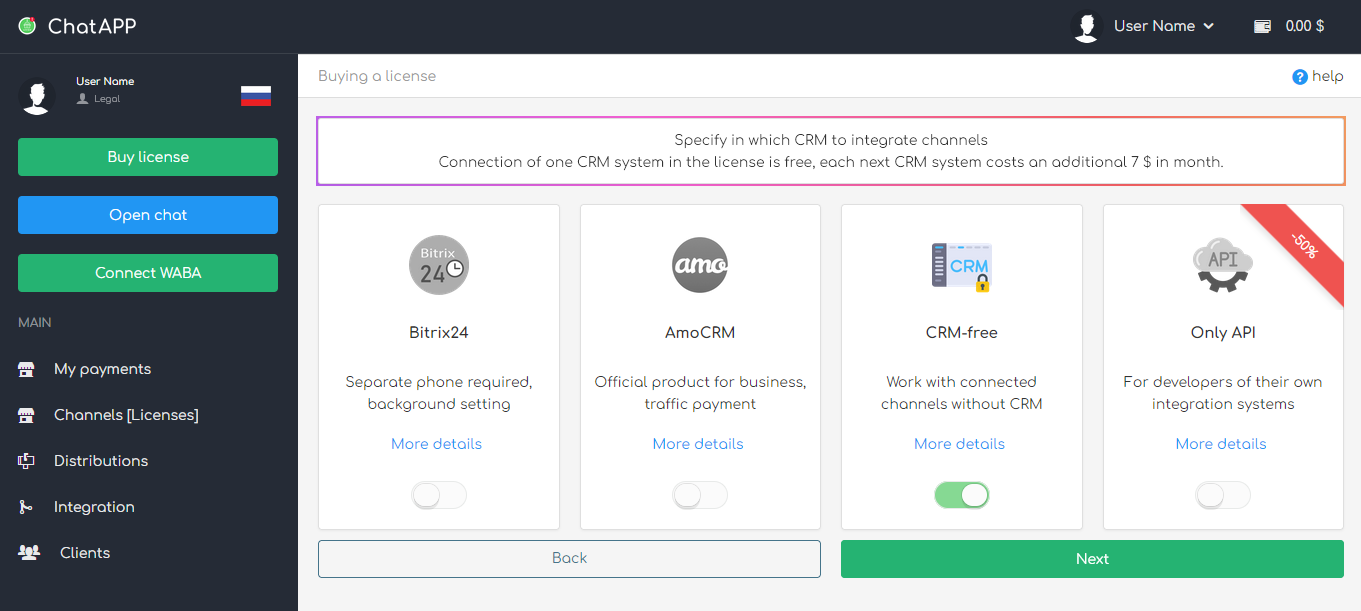 ChatAPP
User Name
0.00 $
User Name
Legal
Buy license
Open chat
Connect WABA
MAIN
My payments
Channels [Licenses]
Distributions
Integration
Clients
Buying a license
? help
Specify in which CRM to integrate channels
Connection of one CRM system in the license is free, each next CRM system costs an additional 7 $ in month.
Bitrix
24
Bitrix24
Separate phone required,
background setting
More details
amo
AmoCRM
Official product for business,
traffic payment
More details
CRM
CRM-free
Work with connected
channels without CRM
More details
API
-50%
Only API
For developers of their own
integration systems
More details
Back
Next